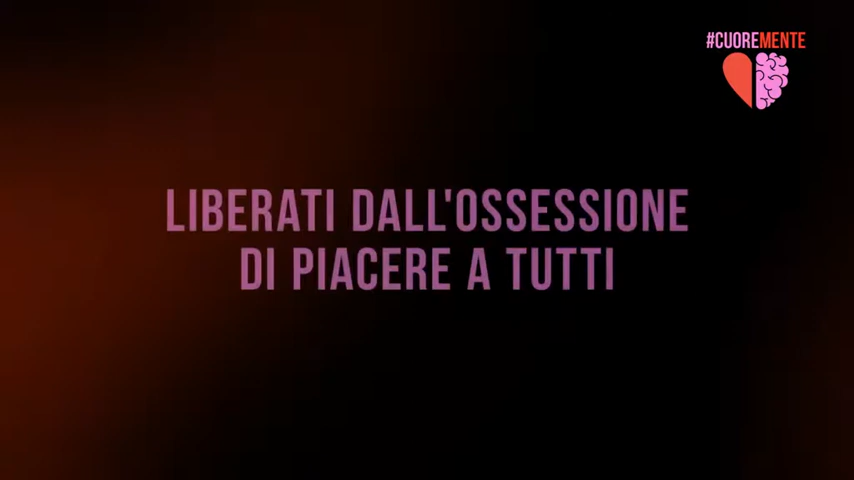 #CUOREMENTE
LIBERATI DALL'OSSESSIONE
DI PIACERE A TUTTI